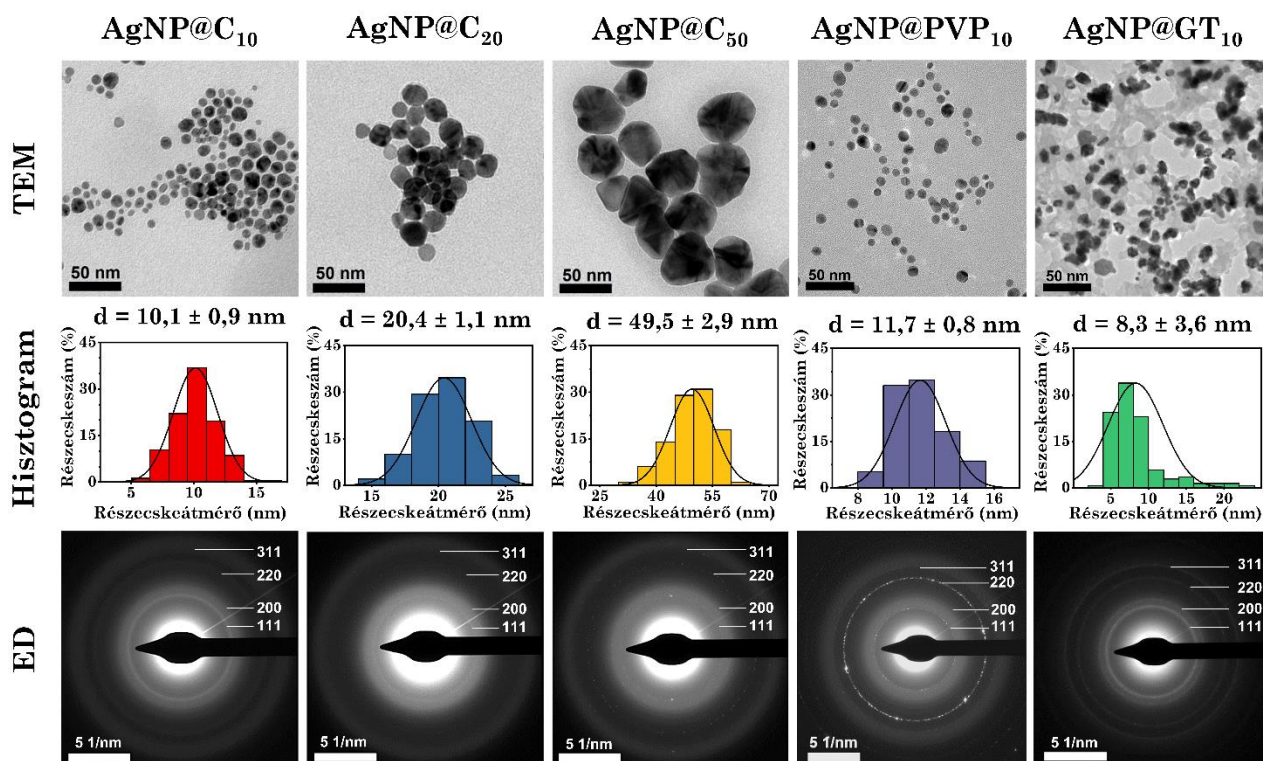 AgNP@C10 AgNP@C20 AgNP@C50 AgNP@PVP10 AgNP@GT10
TEM
50 nm 50 nm 50 nm 50 nm 50 nm
d = 10,1 ± 0,9 nm d = 20,4 ± 1,1 nm d = 49,5 ± 2,9 nm d = 11,7 ± 0,8 nm d = 8,3 ± 3,6 nm
Hisztogram
Részecskeszám (%)
45
30
15
0
5 10 15
Részecskeátmérő (nm)
Részecskeszám (%)
45
30
15
0
15 20 25
Részecskeátmérő (nm)
Részecskeszám (%)
45
30
15
0
25 40 55 70
Részecskeátmérő (nm)
Részecskeszám (%)
45
30
15
0
8 10 12 14 16
Részecskeátmérő (nm)
Részecskeszám (%)
45
30
15
0
5 10 15 20
Részecskeátmérő (nm)
ED
311
220
200
111
5 1/nm
311
220
200
111
5 1/nm
311
220
200
111
5 1/nm
311
220
200
111
5 1/nm
311
220
200
111
5 1/nm